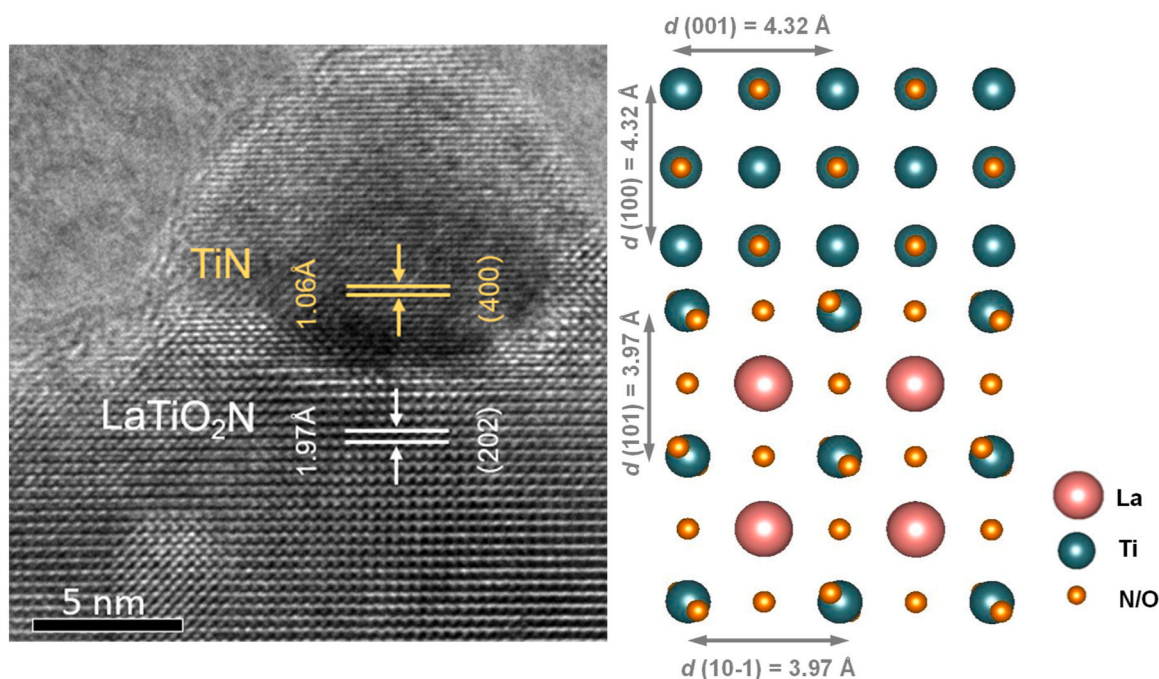 d (001) = 4.32 Å
d (100) = 4.32 Å
TiN
1.06Å
(400)
d (101) = 3.97 Å
LaTiO₂N
1.97Å
(202)
La
Ti
N/O
5 nm
d (10-1) = 3.97 Å